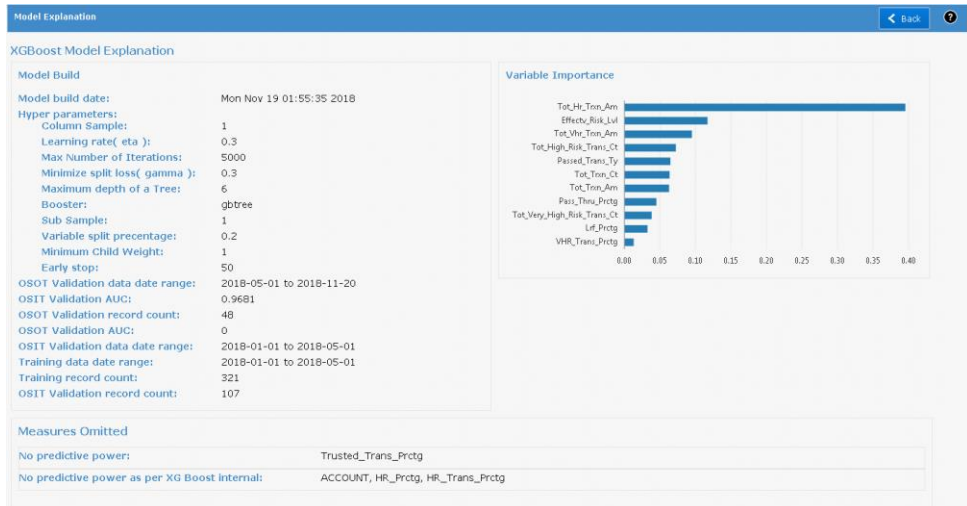 Model Explanation
Back
?
XGBoost Model Explanation
Model Build
Model build date: Mon Nov 19 01:55:35 2018
Hyper parameters:
Column Sample: 1
Learning rate( eta ): 0.3
Max Number of Iterations: 5000
Minimize split loss( gamma ): 0.3
Maximum depth of a Tree: 6
Booster: gbtree
Sub Sample: 1
Variable split precentage: 0.2
Minimum Child Weight: 1
Early stop: 50
OSOT Validation data date range: 2018-05-01 to 2018-11-20
OSIT Validation AUC: 0.9681
OSOT Validation record count: 48
OSOT Validation AUC: 0
OSIT Validation data date range: 2018-01-01 to 2018-05-01
Training data date range: 2018-01-01 to 2018-05-01
Training record count: 321
OSIT Validation record count: 107
Variable Importance
Tot_Hr_Trxn_Am
Effectv_Risk_Lvl
Tot_Vhr_Trxn_Am
Tot_High_Risk_Trans_Ct
Passed_Trans_Ty
Tot_Trxn_Ct
Tot_Trxn_Am
Pass_Thru_Prctg
Tot_Very_High_Risk_Trans_Ct
Lrf_Prctg
VHR_Trans_Prctg
0.00 0.05 0.10 0.15 0.20 0.25 0.30 0.35 0.40
Measures Omitted
No predictive power: Trusted_Trans_Prctg
No predictive power as per XG Boost internal: ACCOUNT, HR_Prctg, HR_Trans_Prctg